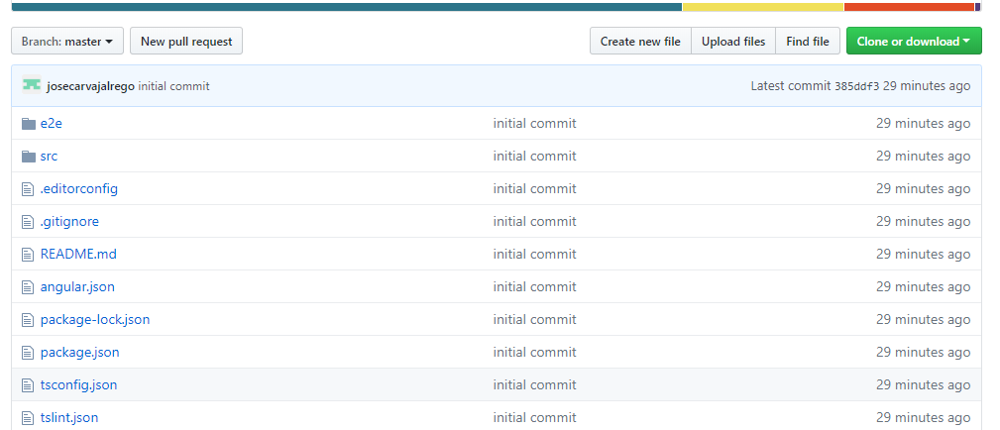 Branch: master New pull request Create new file Upload files Find file Clone or download
josecarvajalrego initial commit Latest commit 385ddf3 29 minutes ago
e2e initial commit 29 minutes ago
src initial commit 29 minutes ago
.editorconfig initial commit 29 minutes ago
.gitignore initial commit 29 minutes ago
README.md initial commit 29 minutes ago
angular.json initial commit 29 minutes ago
package-lock.json initial commit 29 minutes ago
package.json initial commit 29 minutes ago
tsconfig.json initial commit 29 minutes ago
tslint.json initial commit 29 minutes ago